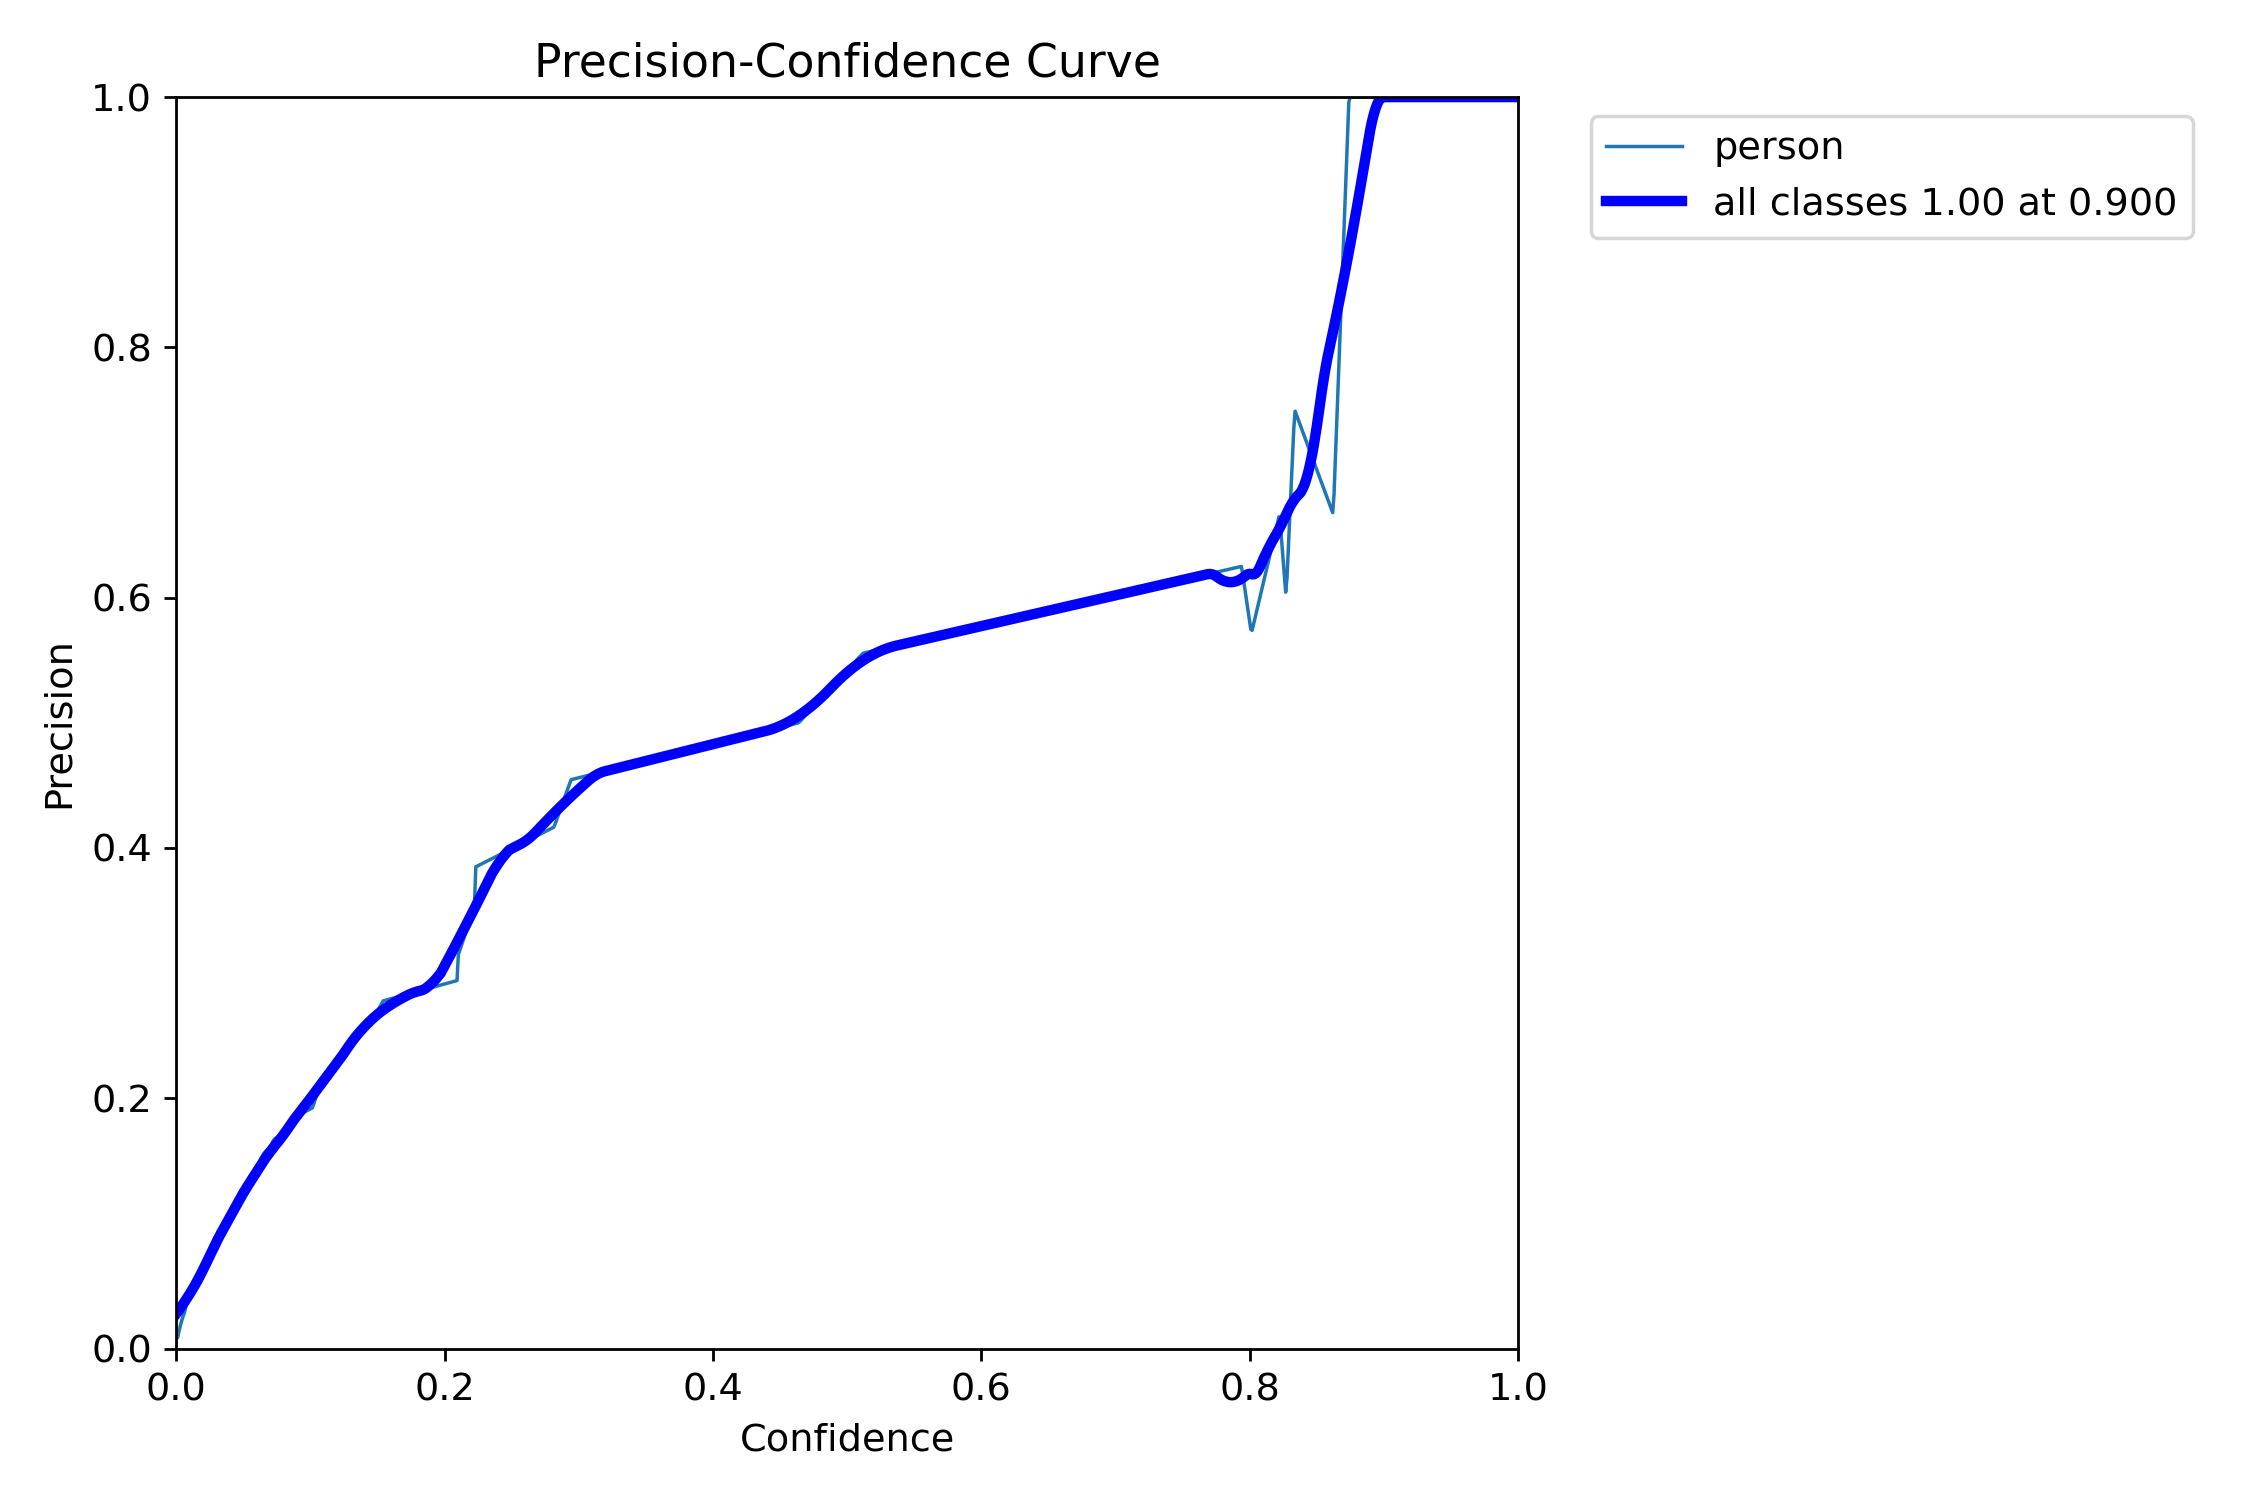 Precision-Confidence Curve
person
all classes 1.00 at 0.900
1.0
0.8
0.6
0.4
0.2
0.0
Precision
0.0 0.2 0.4 0.6 0.8 1.0
Confidence